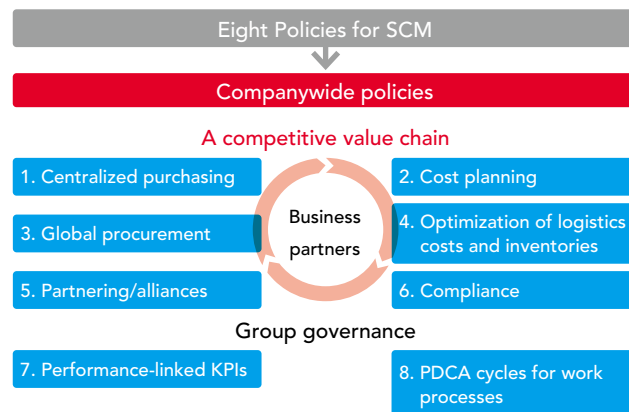 Eight Policies for SCM
Companywide policies
A competitive value chain
1. Centralized purchasing
2. Cost planning
Business
partners
3. Global procurement
4. Optimization of logistics
costs and inventories
5. Partnering/alliances
6. Compliance
Group governance
7. Performance-linked KPIs
8. PDCA cycles for work
processes